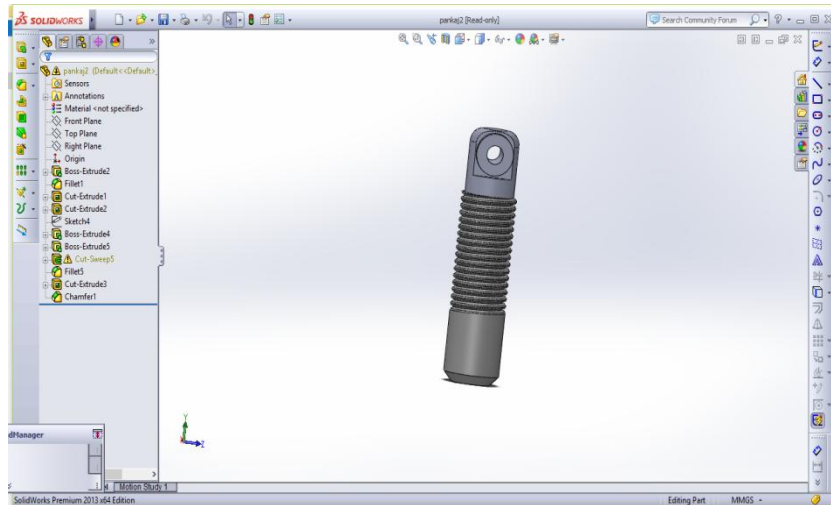 SOLIDWORKS
pankaj2 [Read-only]
Search Community Forum
pankaj2 (Default<<Default>_
Sensors
Annotations
Material <not specified>
Front Plane
Top Plane
Right Plane
Origin
Boss-Extrude2
Fillet1
Cut-Extrude1
Cut-Extrude2
Sketch4
Boss-Extrude4
Boss-Extrude5
Cut-Sweep5
Fillet5
Cut-Extrude3
Chamfer1
Y
Z
dManager
Motion Study 1
SolidWorks Premium 2013 x64 Edition
Editing Part
MMGS